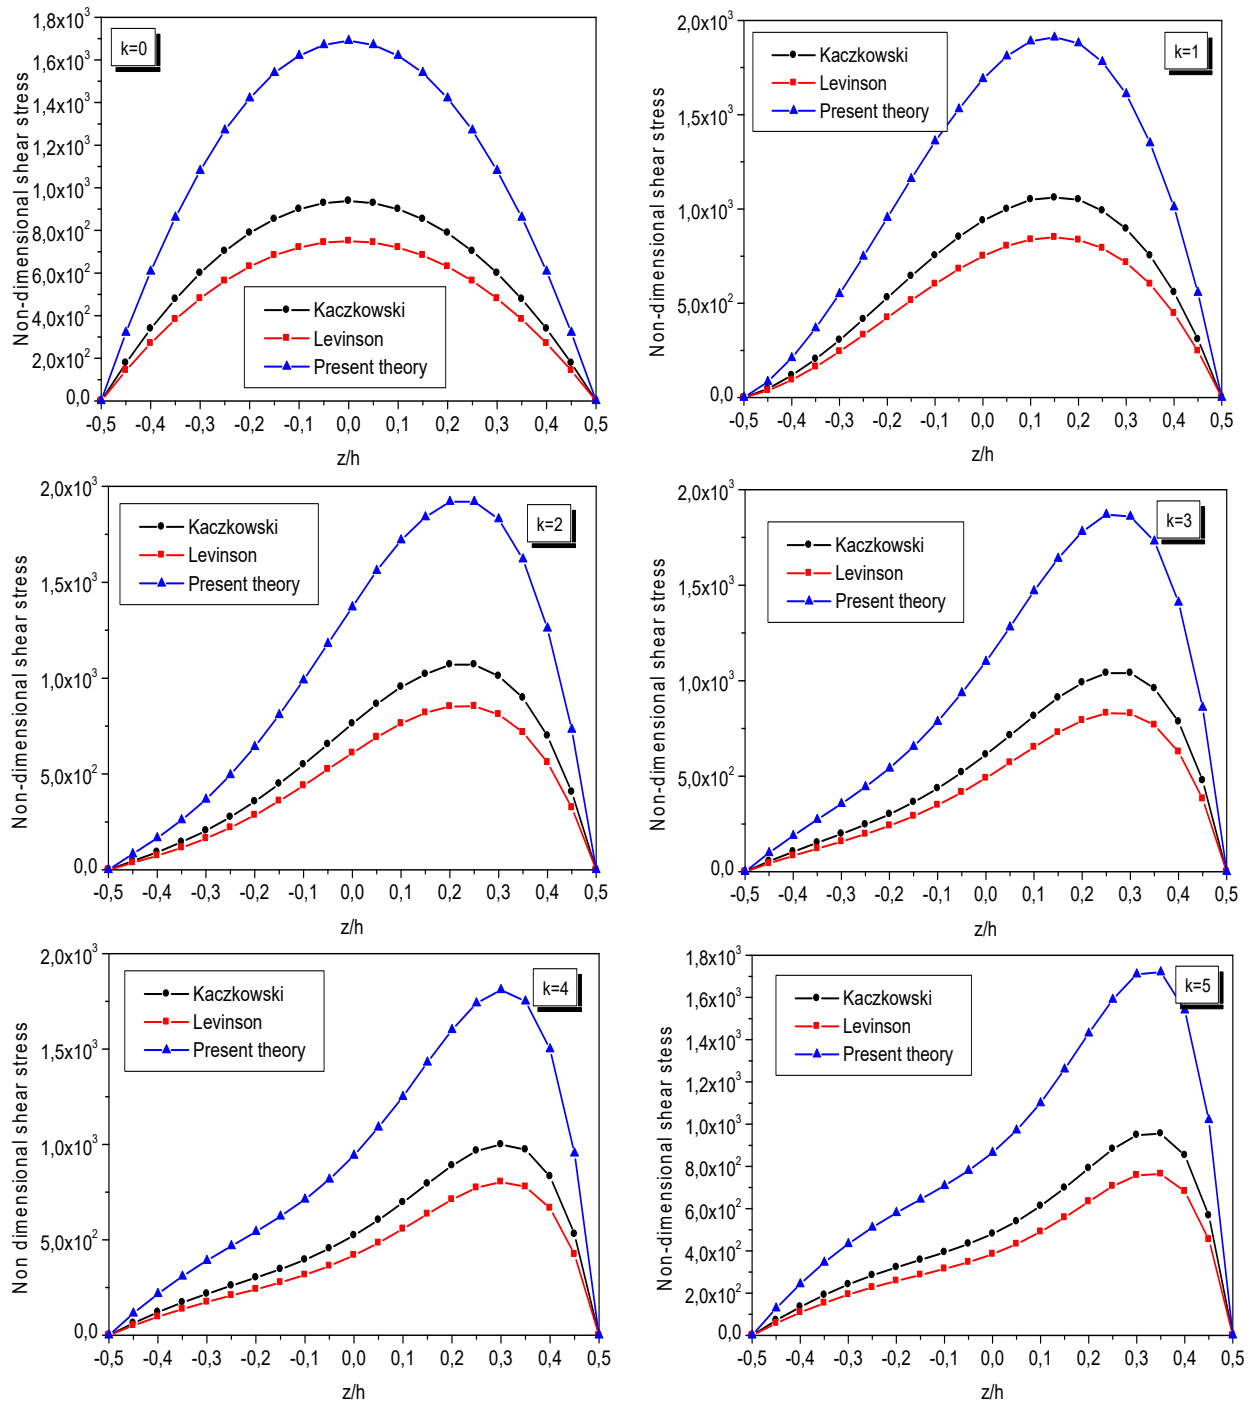 Non-dimensional shear stress
1,8x10³
1,6x10³
1,4x10³
1,2x10³
1,0x10³
8,0x10²
6,0x10²
4,0x10²
2,0x10²
0,0
k=0
Kaczkowski
Levinson
Present theory
-0,5 -0,4 -0,3 -0,2 -0,1 0,0 0,1 0,2 0,3 0,4 0,5
z/h
Non-dimensional shear stress
2,0x10³
1,5x10³
1,0x10³
5,0x10²
0,0
Kaczkowski
Levinson
Present theory
k=1
-0,5 -0,4 -0,3 -0,2 -0,1 0,0 0,1 0,2 0,3 0,4 0,5
z/h
Non-dimensional shear stress
2,0x10³
1,5x10³
1,0x10³
5,0x10²
0,0
Kaczkowski
Levinson
Present theory
k=2
-0,5 -0,4 -0,3 -0,2 -0,1 0,0 0,1 0,2 0,3 0,4 0,5
z/h
Non-dimensional shear stress
2,0x10³
1,5x10³
1,0x10³
5,0x10²
0,0
Kaczkowski
Levinson
Present theory
k=3
-0,5 -0,4 -0,3 -0,2 -0,1 0,0 0,1 0,2 0,3 0,4 0,5
z/h
Non dimensional shear stress
2,0x10³
1,5x10³
1,0x10³
5,0x10²
0,0
Kaczkowski
Levinson
Present theory
k=4
-0,5 -0,4 -0,3 -0,2 -0,1 0,0 0,1 0,2 0,3 0,4 0,5
z/h
Non-dimensional shear stess
1,8x10³
1,6x10³
1,4x10³
1,2x10³
1,0x10³
8,0x10²
6,0x10²
4,0x10²
2,0x10²
0,0
Kaczkowski
Levinson
Present theory
k=5
-0,5 -0,4 -0,3 -0,2 -0,1 0,0 0,1 0,2 0,3 0,4 0,5
z/h